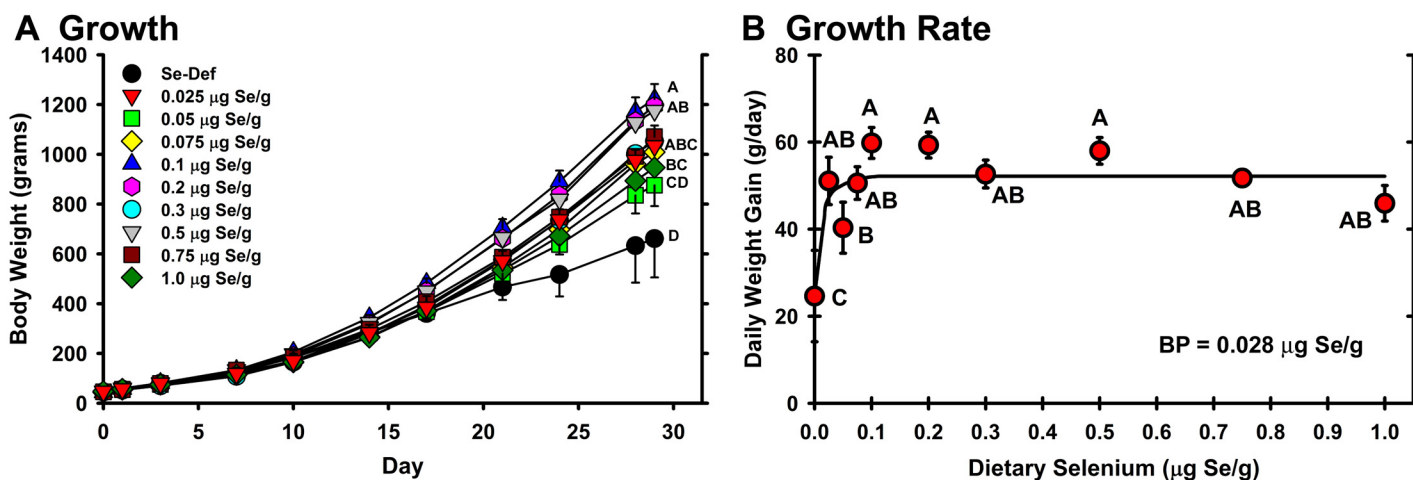 A Growth
1400
1200
1000
800
600
400
200
0
Body Weight (grams)
Se-Def
0.025 μg Se/g
0.05 μg Se/g
0.075 μg Se/g
0.1 μg Se/g
0.2 μg Se/g
0.3 μg Se/g
0.5 μg Se/g
0.75 μg Se/g
1.0 μg Se/g
A
AB
ABC
BC
CD
D
0 5 10 15 20 25 30
Day
B Growth Rate
80
60
40
20
0
Daily Weight Gain (g/day)
C
AB
B
AB
A
A
AB
A
AB
AB
BP = 0.028 μg Se/g
0.0 0.1 0.2 0.3 0.4 0.5 0.6 0.7 0.8 0.9 1.0
Dietary Selenium (μg Se/g)